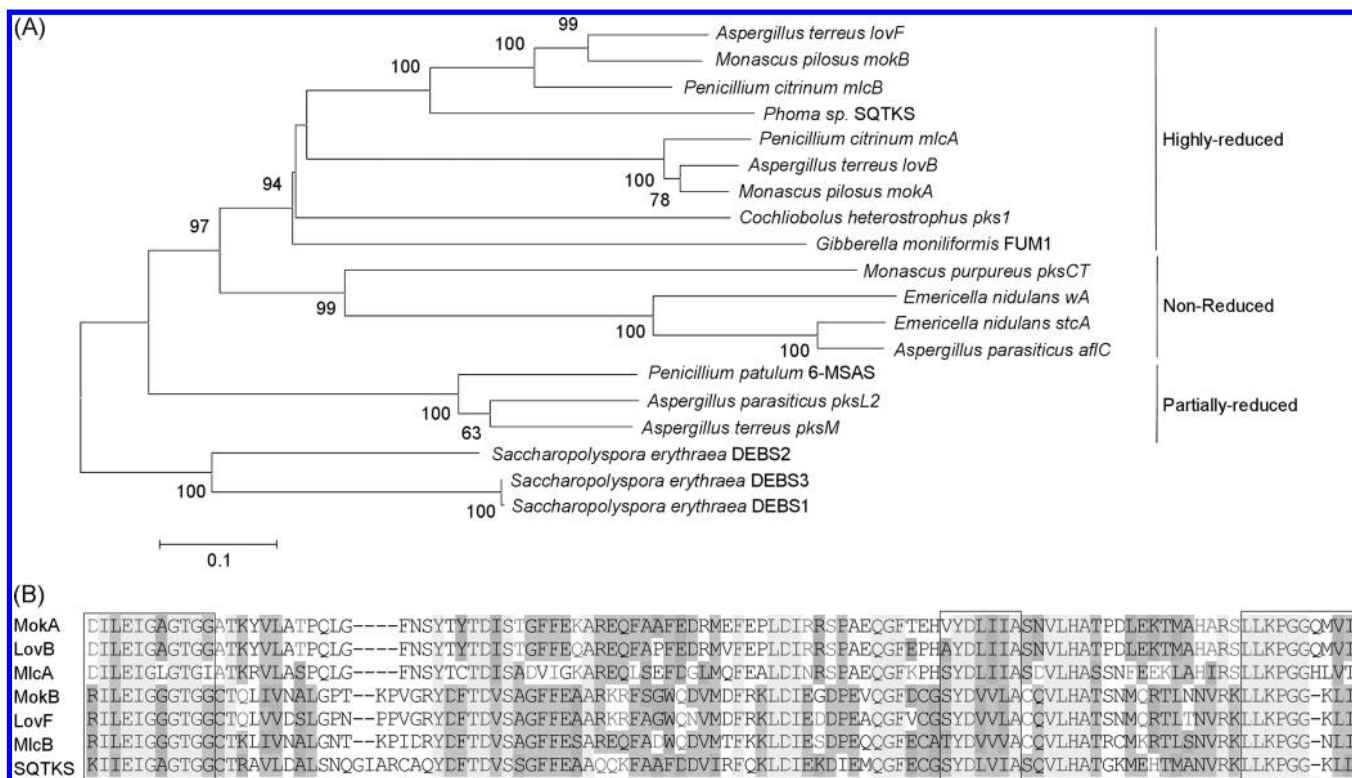 (A)
99
Aspergillus terreus lovF
100
Monascus pilosus mokB
100
Penicillium citrinum mlcB
Phoma sp. SQTKS
Penicillium citrinum mlcA
Highly-reduced
Aspergillus terreus lovB
100
94
78
Monascus pilosus mokA
97
Cochliobolus heterostrophus pks1
Gibberella moniliformis FUM1
Monascus purpureus pksCT
99
Emericella nidulans wA
Non-Reduced
100
Emericella nidulans stcA
100
Aspergillus parasiticus aflC
Penicillium patulum 6-MSAS
100
Aspergillus parasiticus pksL2
Partially-reduced
63
Aspergillus terreus pksM
Saccharopolyspora erythraea DEBS2
100
Saccharopolyspora erythraea DEBS3
100
Saccharopolyspora erythraea DEBS1
0.1
(B)
MokA DILEIGAGTGGATKYVLATPQLG----FNSYTYTDISTGFFEKAREQFAAFEDRMEFEPLDIRRSPAEQGFTEHVYDLIIASNVLHATPDLEKTMAHARSLLKPGGQMVI
LovB DILEIGAGTGGATKYVLATPQLG----FNSYTYTDISTGFFEQAREQFAPFEDRMVFEPLDIRRSPAEQGFEPHAYDLIIASNVLHATPDLEKTMAHARSLLKPGGQMVI
MlcA DILEIGLGTGIATKRVLASPQLG----FNSYTCTDISADVIGKAREQLSEFDGLMQFEALDINRSPAEQGFKPHSYDLIIASDVLHASSNFEEKLAHIRSLLKPGGHLVT
MokB RILEIGGGTGGCTQLIVNALGPT--KPVGRYDFTDVSAGFFEAARKRFSGWQDVMDFRKLDIEGDPEVQGFDCGSYDVVLACQVLHATSNMQRTLNNVRKLLKPGG-KLI
LovF RILEIGGGTGGCTQLVVDSLGPN--PPVGRYDFTDVSAGFFEAARKRFAGWQNVMDFRKLDIEDDPEAQGFVCGSYDVVLACQVLHATSNMQRTLTNVRKLLKPGG-KLI
MlcB RILEIGGGTGGCTKLIVNALGNT--KPIDRYDFTDVSAGFFESAREQFADWQDVMTFKKLDIESDPEQQGFECATYDVVVACQVLHATRCMKRTLSNVRKLLKPGG-NLI
SQTKS KIIEIGAGTGGCTRAVLDALSNQGIARCAQYDFTDVSSGFFEAAQQKFAAFDDVIRFQKLDIEKDIEMQGFECGSYDLVIASQVLHATGKMEHTMANVRKLLKPGG-KLL